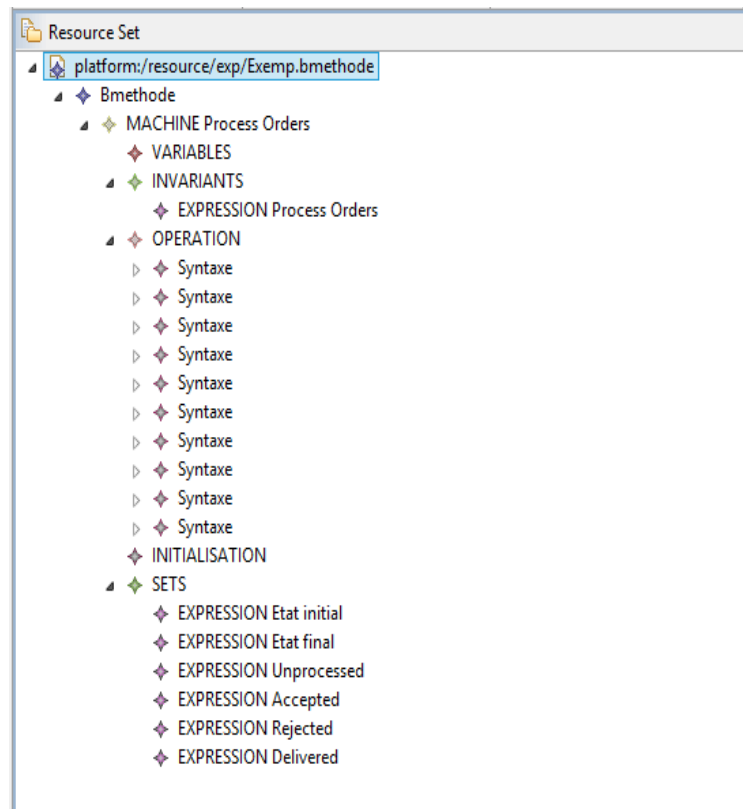 Resource Set
platform:/resource/exp/Exemp.bmethode
Bmethode
MACHINE Process Orders
VARIABLES
INVARIANTS
EXPRESSION Process Orders
OPERATION
Syntaxe
Syntaxe
Syntaxe
Syntaxe
Syntaxe
Syntaxe
Syntaxe
Syntaxe
Syntaxe
Syntaxe
INITIALISATION
SETS
EXPRESSION Etat initial
EXPRESSION Etat final
EXPRESSION Unprocessed
EXPRESSION Accepted
EXPRESSION Rejected
EXPRESSION Delivered